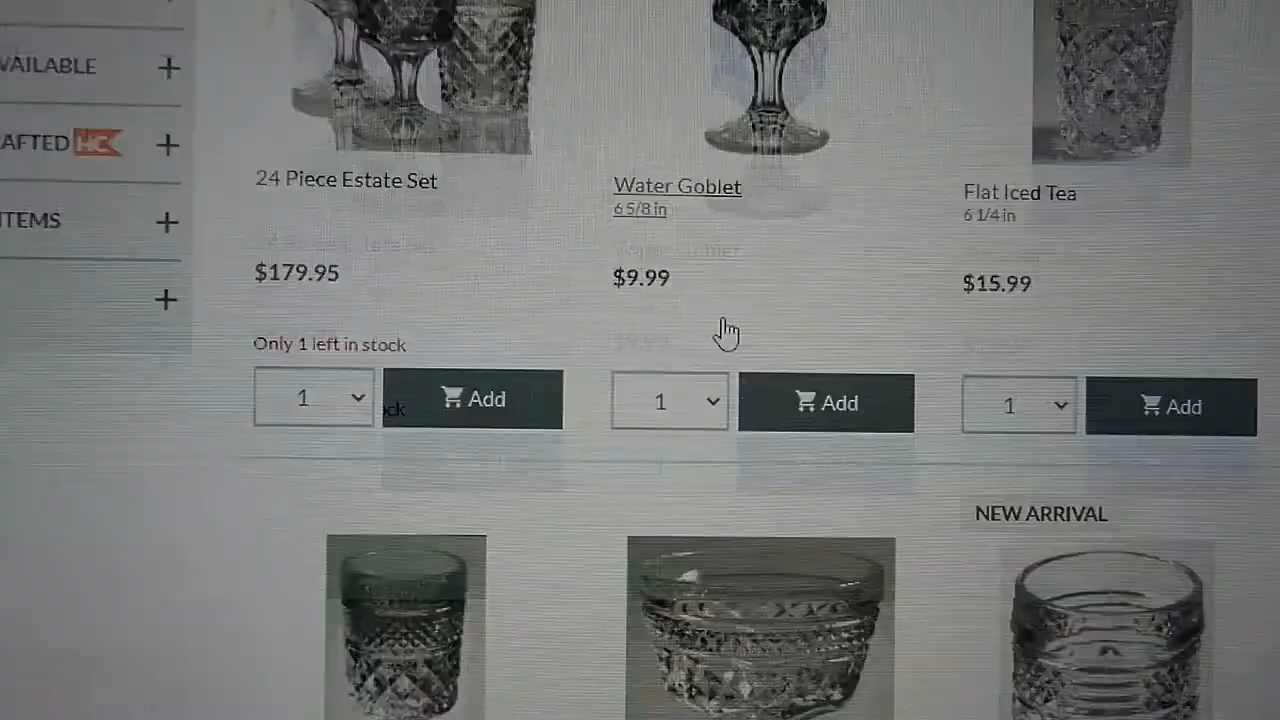 VAILABLE
AFTED HC
ITEMS
24 Piece Estate Set
$179.95
Only 1 left in stock
1
Add
Water Goblet
6 5/8 in
$9.99
1
Add
Flat Iced Tea
6 1/4 in
$15.99
1
Add
ck
NEW ARRIVAL